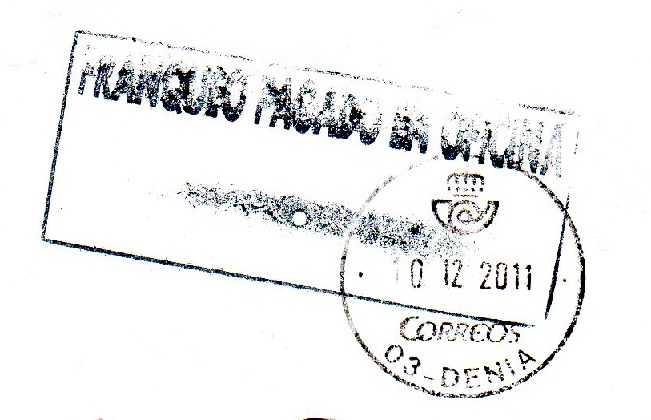 FRANQUEO PAGADO EN OFICINA
10 12 2011
CORREOS
03-DENIA